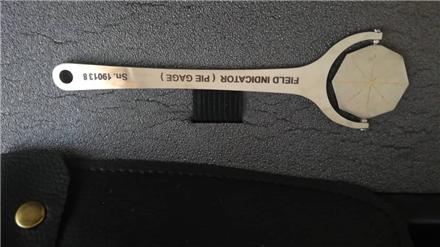 FIELD INDICATOR ( PIE GAGE )
Sn. 190138